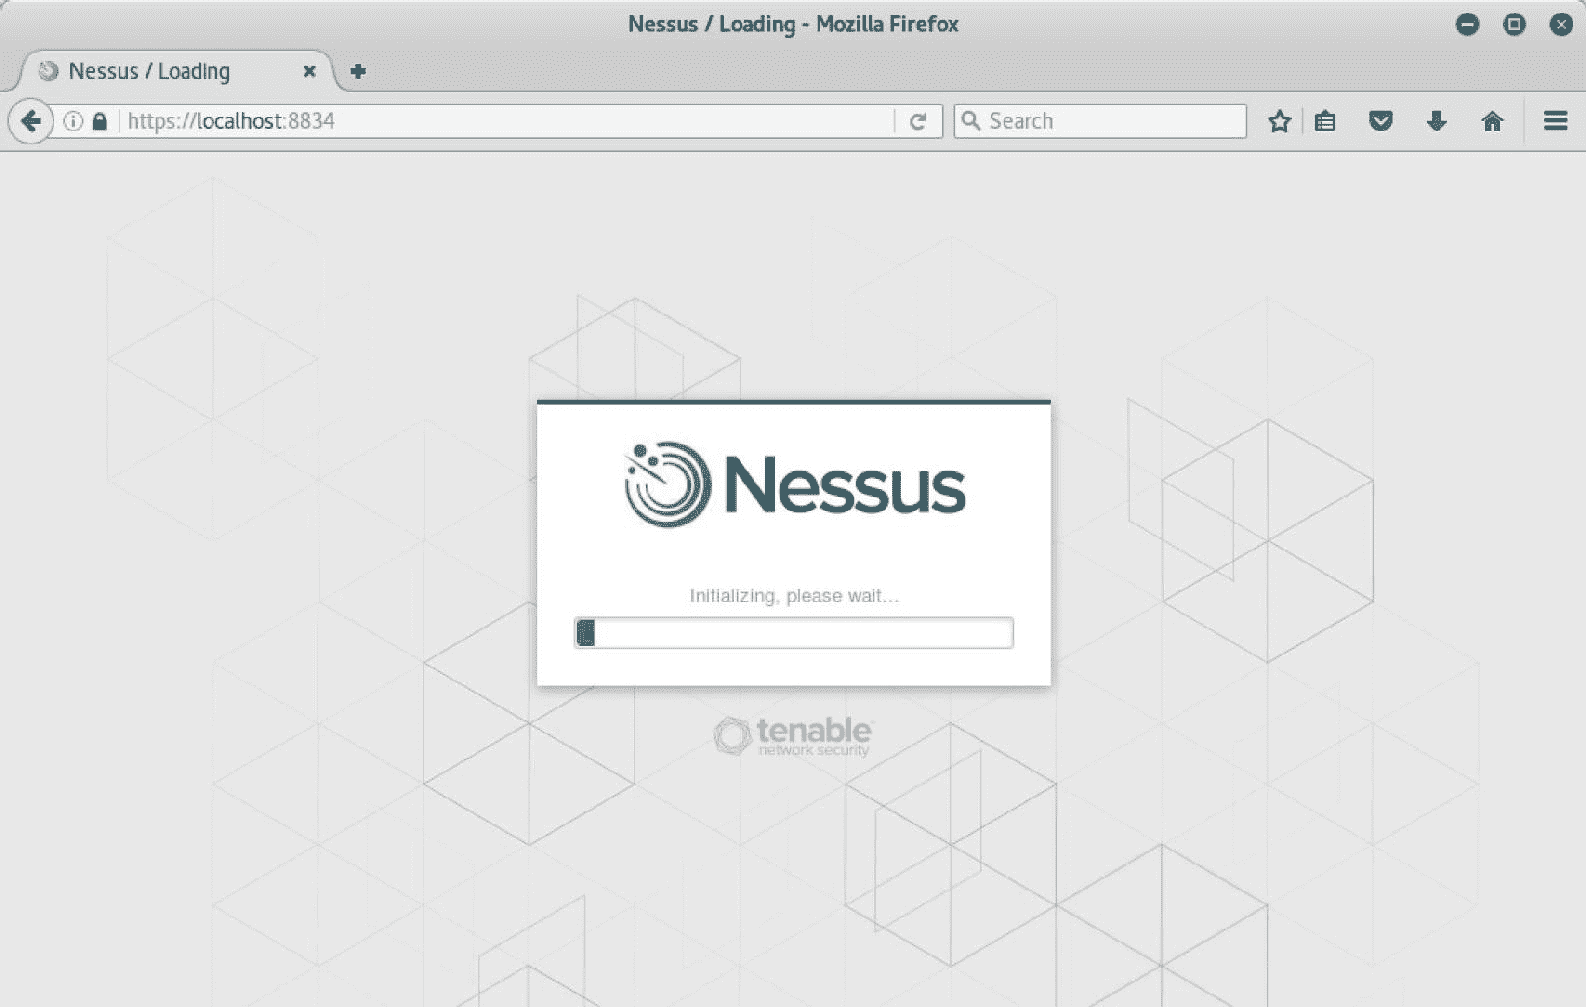 Nessus / Loading - Mozilla Firefox
Nessus / Loading
https://localhost:8834
Search
Nessus
Initializing, please wait...
tenable
network security